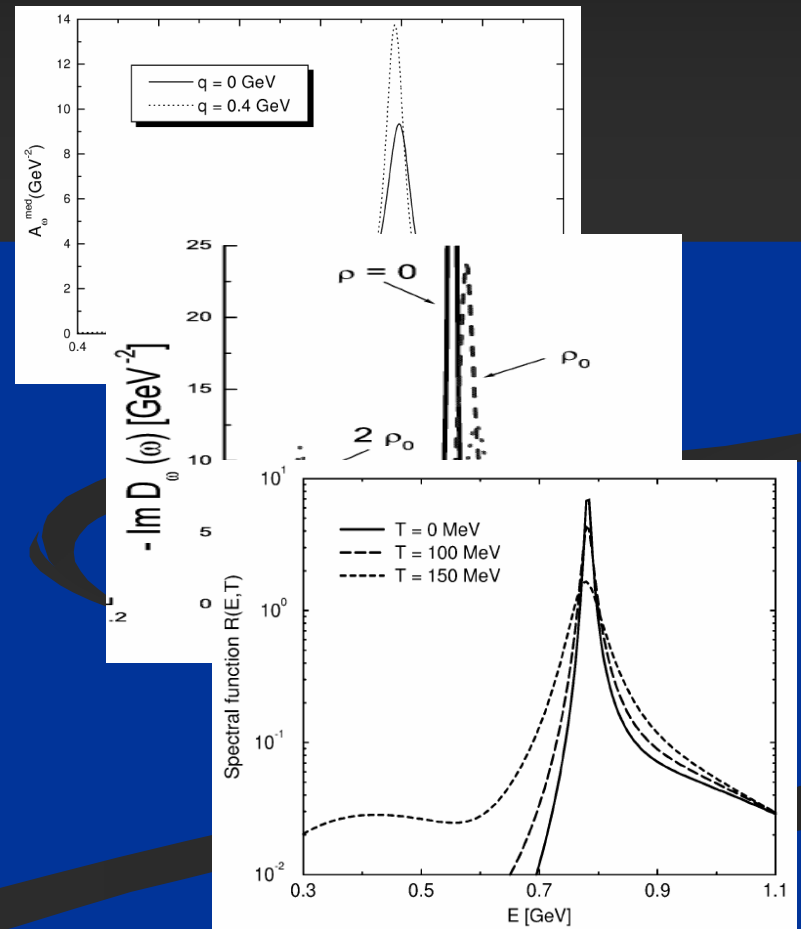 14
12
10
8
6
4
2
0
0.4
A_ω^med(GeV^-2)
q = 0 GeV
q = 0.4 GeV
25
20
15
10
5
0
.2
- Im D_ω (ω) [GeV^-2]
ρ = 0
ρ₀
2 ρ₀
10^1
10^0
10^-1
10^-2
Spectral function R(E,T)
T = 0 MeV
T = 100 MeV
T = 150 MeV
0.3 0.5 0.7 0.9 1.1
E [GeV]